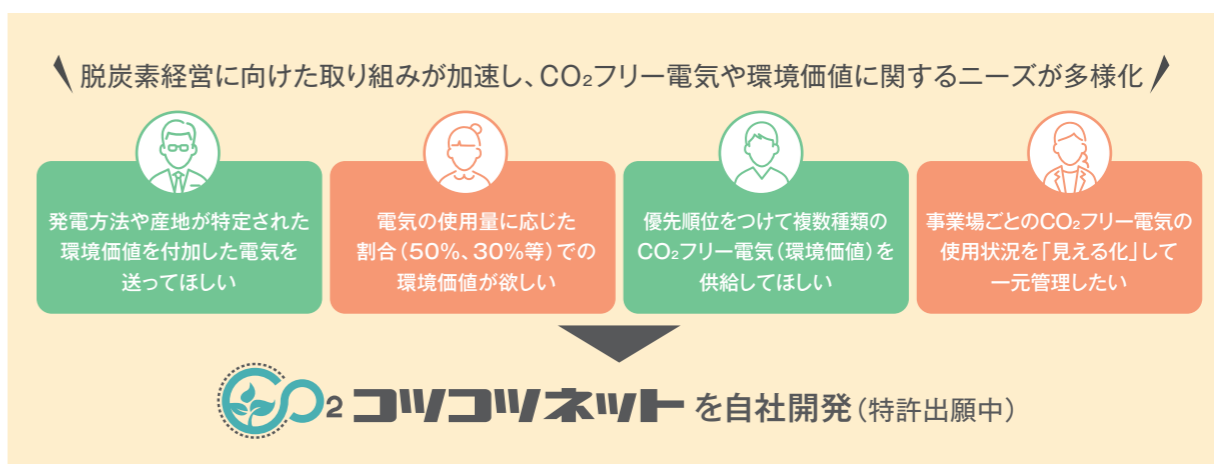 脱炭素経営に向けた取り組みが加速し、CO₂フリー電気や環境価値に関するニーズが多様化
発電方法や産地が特定された
環境価値を付加した電気を
送ってほしい
電気の使用量に応じた
割合（50%、30%等）での
環境価値が欲しい
優先順位をつけて複数種類の
CO₂フリー電気（環境価値）を
供給してほしい
事業場ごとのCO₂フリー電気の
使用状況を「見える化」して
一元管理したい
CO2 コツコツネット を自社開発（特許出願中）